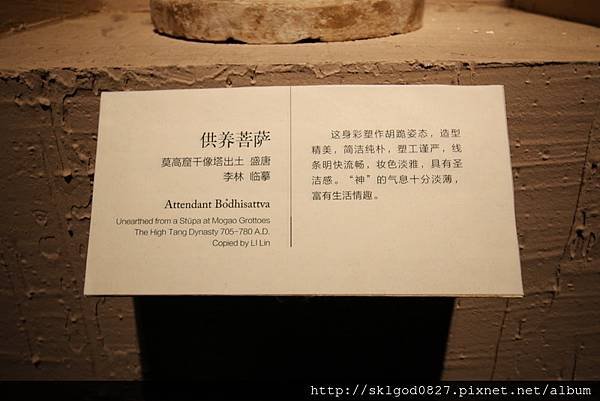 供养菩萨
莫高窟千像塔出土 盛唐
李林 临摹
Attendant Bodhisattva
Unearthed from a Stūpa at Mogao Grottoes
The High Tang Dynasty 705-780 A.D.
Copied by LI Lin
这身彩塑作胡跪姿态，造型
精美，简洁纯朴，塑工谨严，线
条明快流畅，妆色淡雅，具有圣
洁感。“神”的气息十分淡薄，
富有生活情趣。
http://sklgod0827.pixnet.net/album